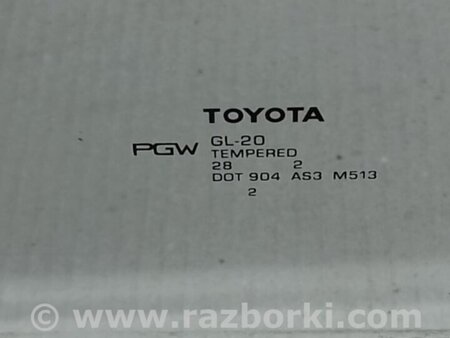 TOYOTA
PGW GL-20
TEMPERED
28 2
DOT 904 AS3 M513
2
© www.razborki.com